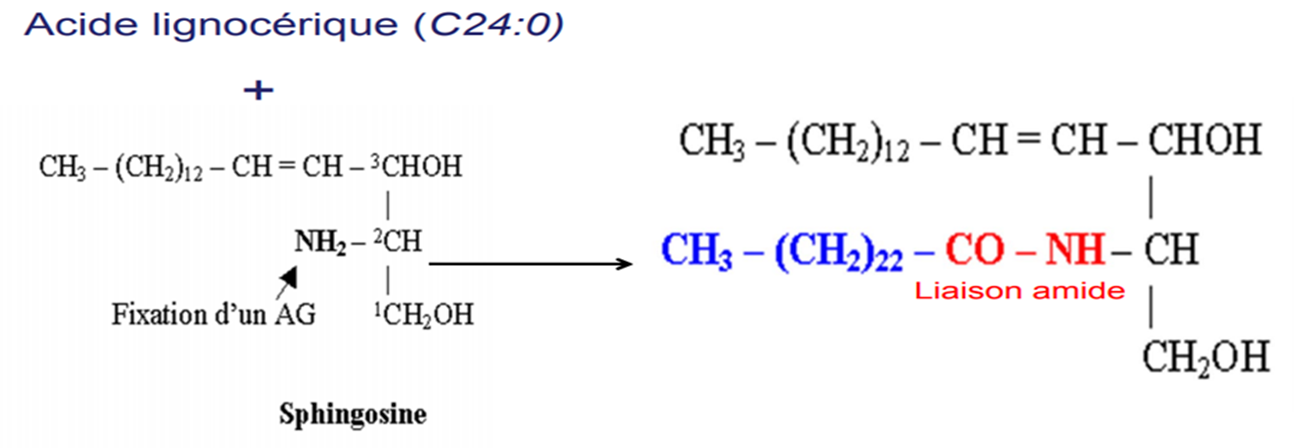 Acide lignocérique (C24:0)
+
CH₃ – (CH₂)₁₂ – CH = CH – ³CHOH
|
NH₂ – ²CH
|
Fixation d’un AG ¹CH₂OH
Sphingosine
CH₃ – (CH₂)₁₂ – CH = CH – CHOH
|
CH₃ – (CH₂)₂₂ – CO – NH – CH
Liaison amide
|
CH₂OH